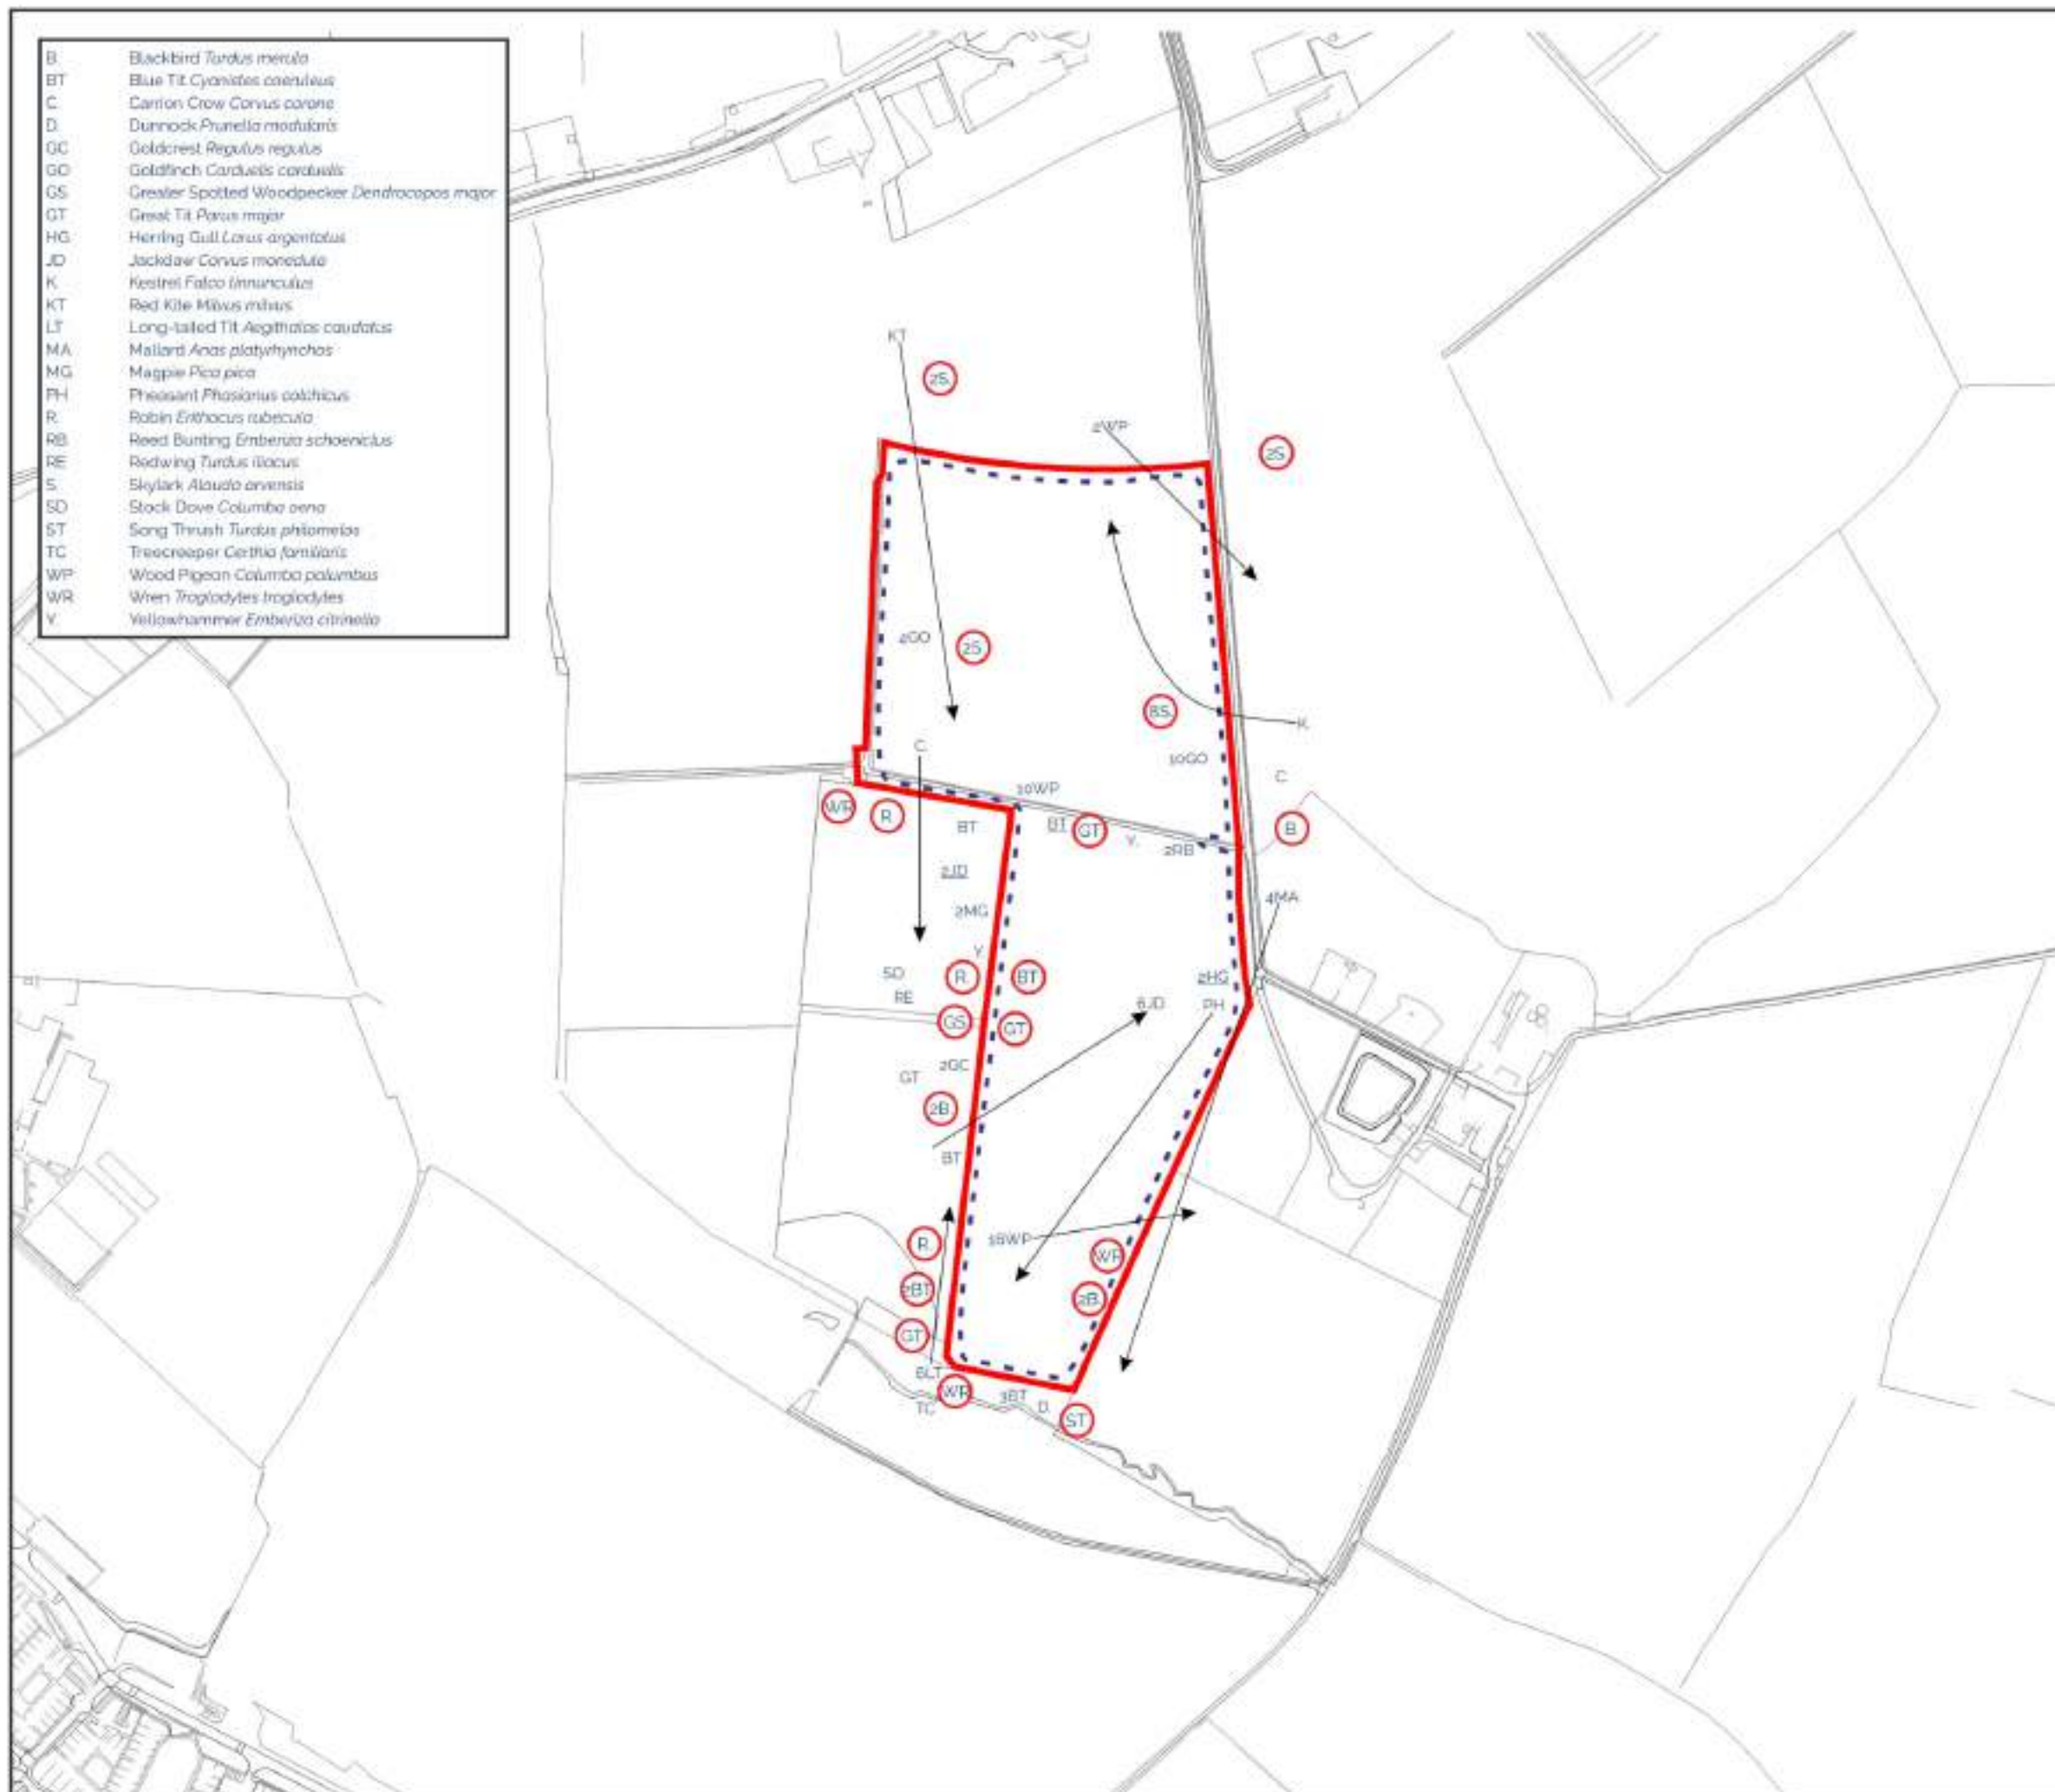 B. Blackbird Turdus merula
BT Blue Tit Cyanistes caeruleus
C. Carrion Crow Corvus corone
D. Dunnock Prunella modularis
GC Goldcrest Regulus regulus
GO Goldfinch Carduelis carduelis
GS Greater Spotted Woodpecker Dendrocopos major
GT Great Tit Parus major
HG Herring Gull Larus argentatus
JD Jackdaw Corvus monedula
K. Kestrel Falco tinnunculus
KT Red Kite Milvus milvus
LT Long-tailed Tit Aegithalos caudatus
MA Mallard Anas platyrhynchos
MG Magpie Pica pica
PH Pheasant Phasianus colchicus
R. Robin Erithacus rubecula
RB Reed Bunting Emberiza schoeniclus
RE Redwing Turdus iliacus
S. Skylark Alauda arvensis
SD Stock Dove Columba oena
ST Song Thrush Turdus philomelos
TC Treecreeper Certhia familiaris
WP Wood Pigeon Columba palumbus
WR Wren Troglodytes troglodytes
Y. Yellowhammer Emberiza citrinella
KT
2S.
2WP
2S.
4GO
2S.
8S.
K.
C.
10GO
C.
10WP
WR
R.
BT
BT
GT
Y.
2RB
B.
2JD
4MA
2MG
Y.
SD
R.
BT
2HG
RE
6JD
PH
GS
GT
2GC
GT
2B.
BT
R.
16WP
WR
2BT
2B.
GT
6LT
WR
3BT
TC
D.
ST